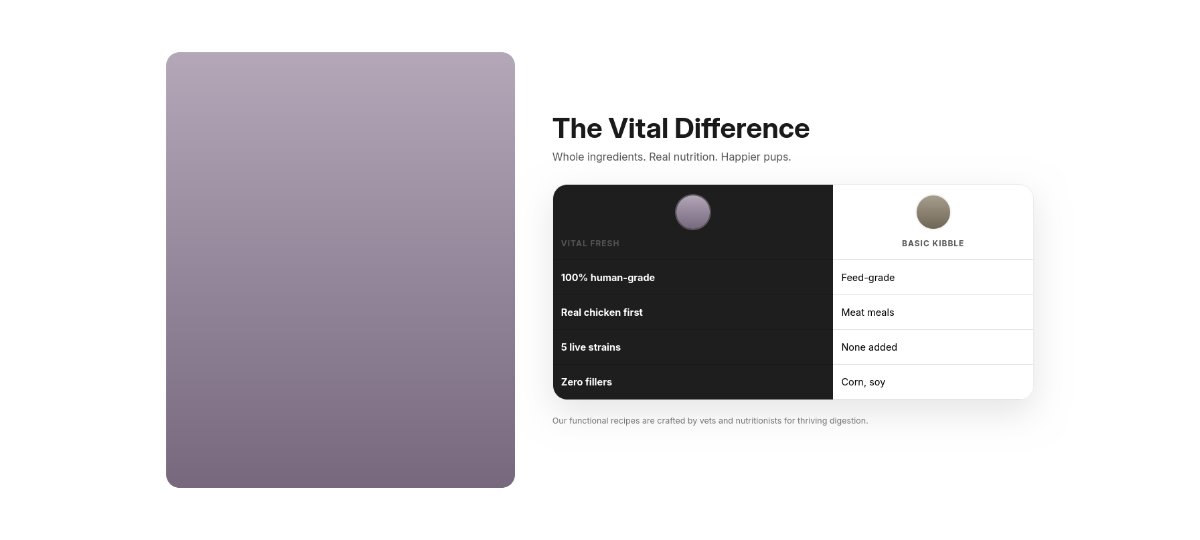 The Vital Difference
Whole ingredients. Real nutrition. Happier pups.
VITAL FRESH
BASIC KIBBLE
100% human-grade
Feed-grade
Real chicken first
Meat meals
5 live strains
None added
Zero fillers
Corn, soy
Our functional recipes are crafted by vets and nutritionists for thriving digestion.